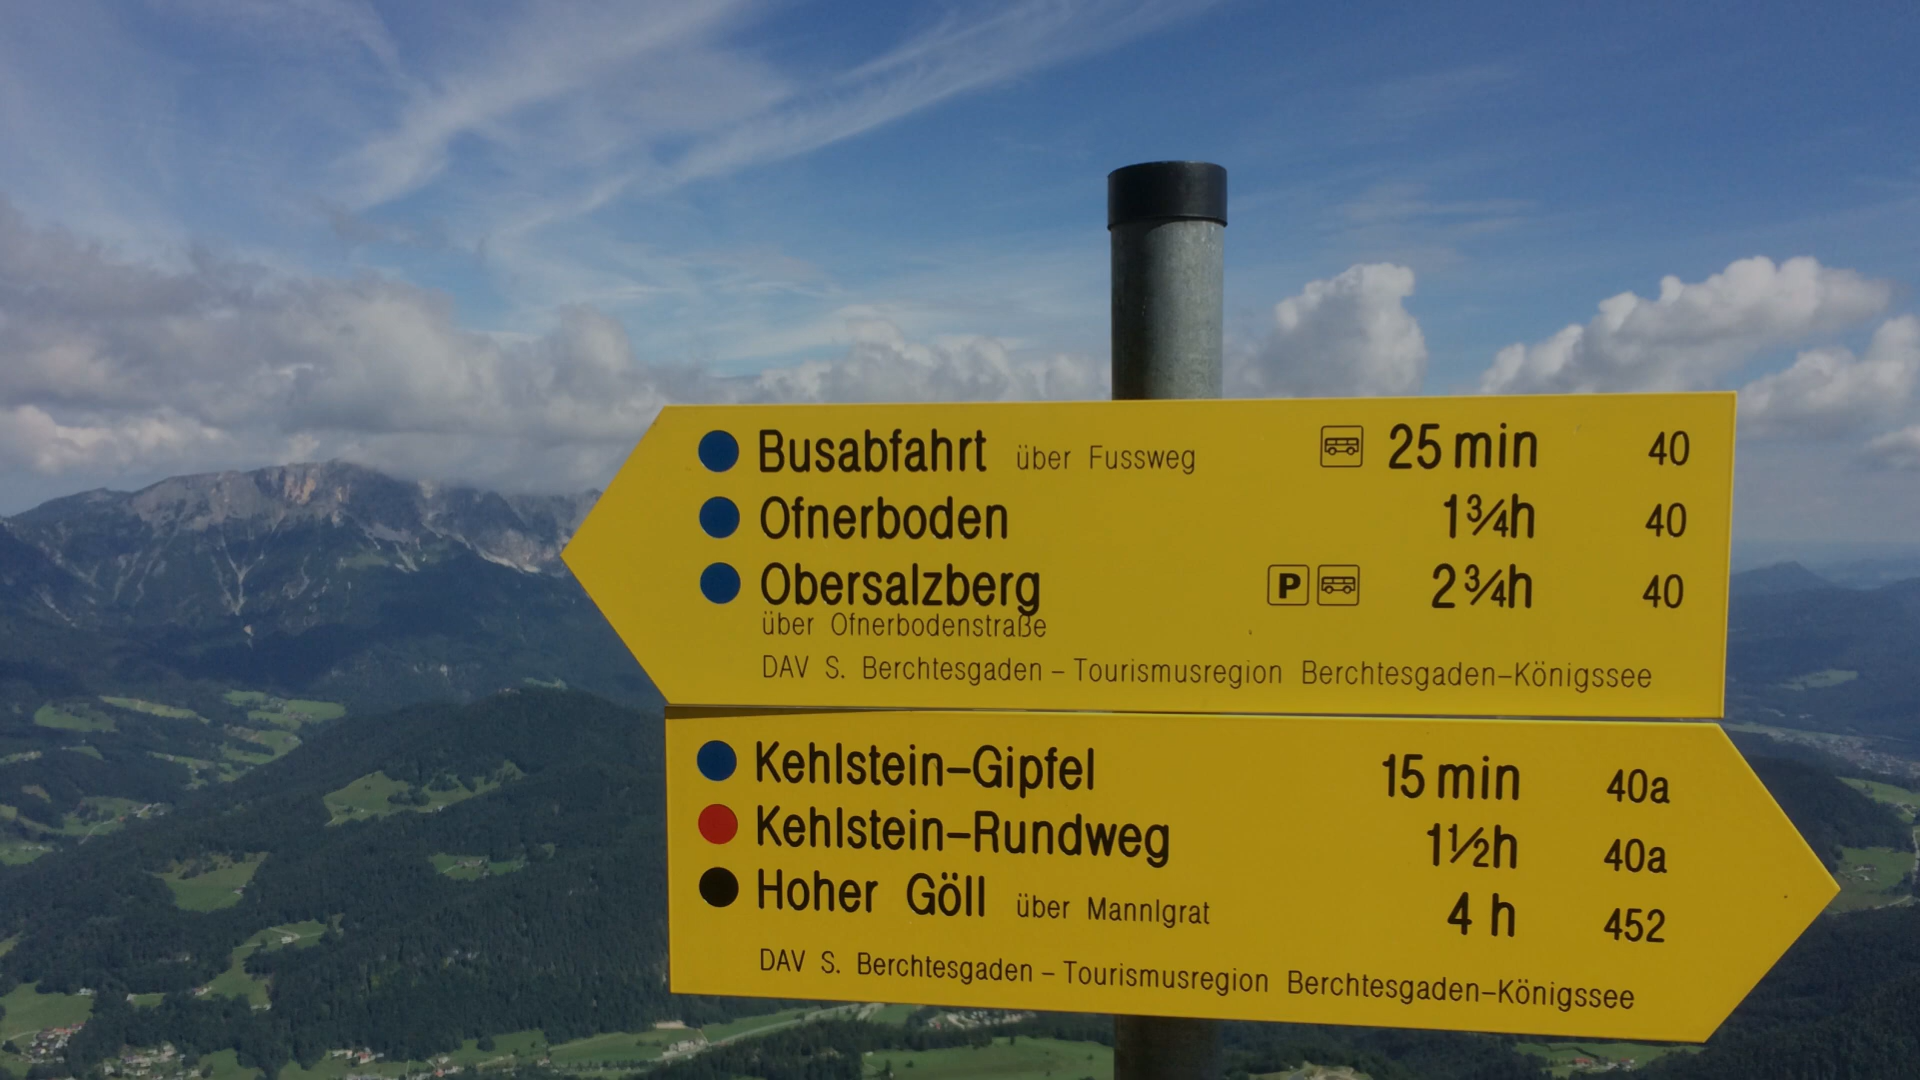 Busabfahrt über Fussweg 25 min 40
Ofnerboden 1¾h 40
Obersalzberg P 2¾h 40
über Ofnerbodenstraße
DAV S. Berchtesgaden – Tourismusregion Berchtesgaden–Königssee
Kehlstein–Gipfel 15 min 40a
Kehlstein–Rundweg 1½h 40a
Hoher Göll über Mannlgrat 4 h 452
DAV S. Berchtesgaden – Tourismusregion Berchtesgaden–Königssee